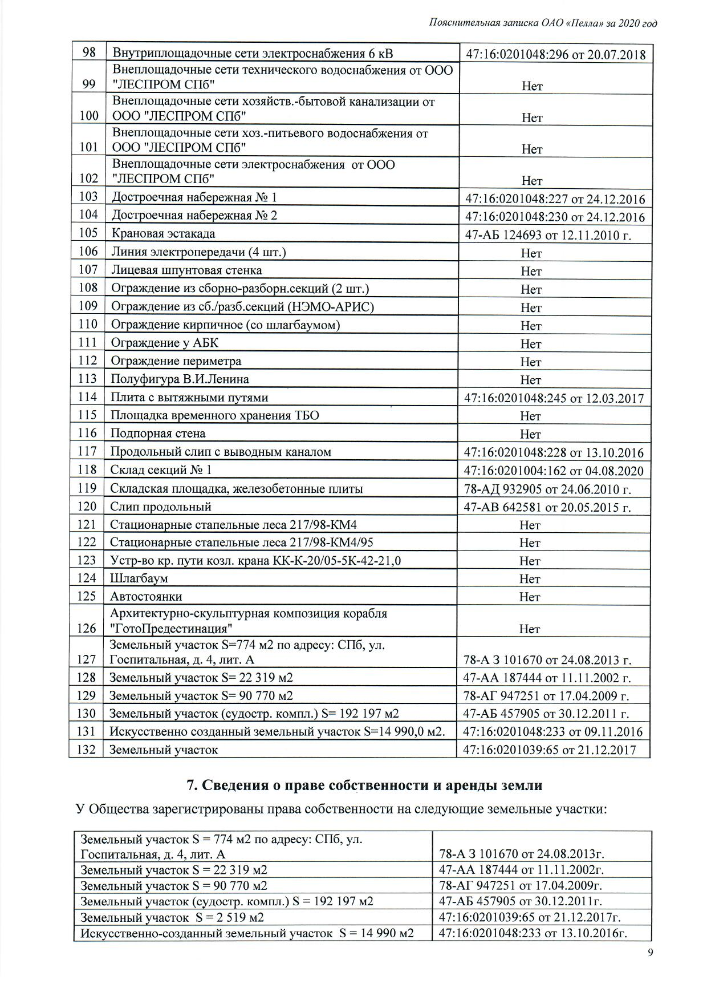 Пояснительная записка ОАО «Пелла» за 2020 год
98 Внутриплощадочные сети электроснабжения 6 кВ 47:16:0201048:296 от 20.07.2018
Внеплощадочные сети технического водоснабжения от ООО
99 "ЛЕСПРОМ СПб" Нет
Внеплощадочные сети хозяйств.-бытовой канализации от
100 ООО "ЛЕСПРОМ СПб" Нет
Внеплощадочные сети хоз.-питьевого водоснабжения от
101 ООО "ЛЕСПРОМ СПб" Нет
Внеплощадочные сети электроснабжения от ООО
102 "ЛЕСПРОМ СПб" Нет
103 Достроечная набережная № 1 47:16:0201048:227 от 24.12.2016
104 Достроечная набережная № 2 47:16:0201048:230 от 24.12.2016
105 Крановая эстакада 47-АБ 124693 от 12.11.2010 г.
106 Линия электропередачи (4 шт.) Нет
107 Лицевая шпунтовая стенка Нет
108 Ограждение из сборно-разборн.секций (2 шт.) Нет
109 Ограждение из сб./разб.секций (НЭМО-АРИС) Нет
110 Ограждение кирпичное (со шлагбаумом) Нет
111 Ограждение у АБК Нет
112 Ограждение периметра Нет
113 Полуфигура В.И.Ленина Нет
114 Плита с вытяжными путями 47:16:0201048:245 от 12.03.2017
115 Площадка временного хранения ТБО Нет
116 Подпорная стена Нет
117 Продольный слип с выводным каналом 47:16:0201048:228 от 13.10.2016
118 Склад секций № 1 47:16:0201004:162 от 04.08.2020
119 Складская площадка, железобетонные плиты 78-АД 932905 от 24.06.2010 г.
120 Слип продольный 47-АВ 642581 от 20.05.2015 г.
121 Стационарные стапельные леса 217/98-КМ4 Нет
122 Стационарные стапельные леса 217/98-КМ4/95 Нет
123 Устр-во кр. пути козл. крана КК-К-20/05-5К-42-21,0 Нет
124 Шлагбаум Нет
125 Автостоянки Нет
Архитектурно-скульптурная композиция корабля
126 "ГотоПредестинация" Нет
Земельный участок S=774 м2 по адресу: СПб, ул.
127 Госпитальная, д. 4, лит. А 78-А З 101670 от 24.08.2013 г.
128 Земельный участок S= 22 319 м2 47-АА 187444 от 11.11.2002 г.
129 Земельный участок S= 90 770 м2 78-АГ 947251 от 17.04.2009 г.
130 Земельный участок (судостр. компл.) S= 192 197 м2 47-АБ 457905 от 30.12.2011 г.
131 Искусственно созданный земельный участок S=14 990,0 м2. 47:16:0201048:233 от 09.11.2016
132 Земельный участок 47:16:0201039:65 от 21.12.2017
7. Сведения о праве собственности и аренды земли
У Общества зарегистрированы права собственности на следующие земельные участки:
Земельный участок S = 774 м2 по адресу: СПб, ул.
Госпитальная, д. 4, лит. А 78-А З 101670 от 24.08.2013г.
Земельный участок S = 22 319 м2 47-АА 187444 от 11.11.2002г.
Земельный участок S = 90 770 м2 78-АГ 947251 от 17.04.2009г.
Земельный участок (судостр. компл.) S = 192 197 м2 47-АБ 457905 от 30.12.2011г.
Земельный участок S = 2 519 м2 47:16:0201039:65 от 21.12.2017г.
Искусственно-созданный земельный участок S = 14 990 м2 47:16:0201048:233 от 13.10.2016г.
9